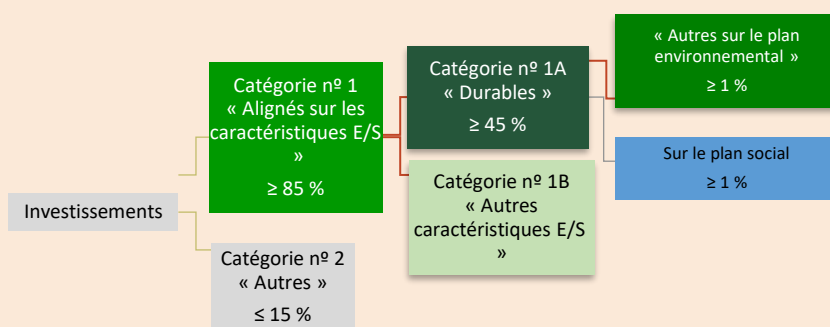 Investissements
Catégorie nº 1
« Alignés sur les
caractéristiques E/S
»
≥ 85 %
Catégorie nº 2
« Autres »
≤ 15 %
Catégorie nº 1A
« Durables »
≥ 45 %
Catégorie nº 1B
« Autres
caractéristiques E/S
»
« Autres sur le plan
environnemental »
≥ 1 %
Sur le plan social
≥ 1 %